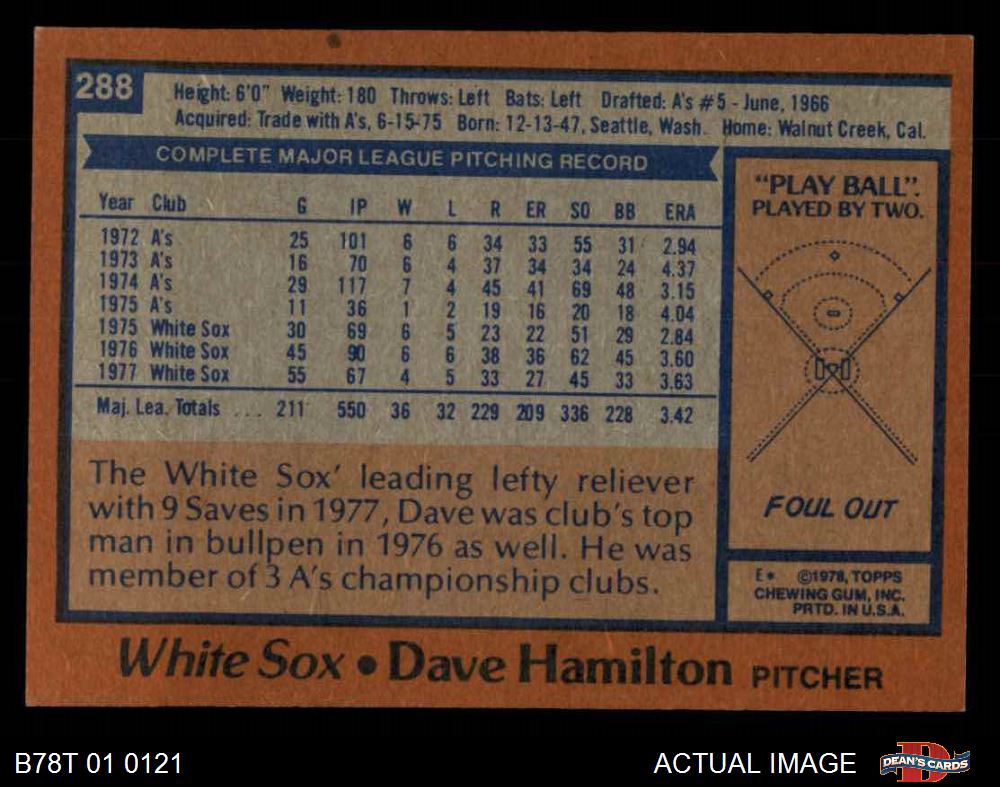 288
Height: 6'0" Weight: 180 Throws: Left Bats: Left Drafted: A's #5 - June, 1966
Acquired: Trade with A's, 6-15-75 Born: 12-13-47, Seattle, Wash. Home: Walnut Creek, Cal.
COMPLETE MAJOR LEAGUE PITCHING RECORD
Year Club G IP W L R ER SO BB ERA
1972 A's 25 101 6 6 34 33 55 31 2.94
1973 A's 16 70 6 4 37 34 34 24 4.37
1974 A's 29 117 7 4 45 41 69 48 3.15
1975 A's 11 36 1 2 19 16 20 18 4.04
1975 White Sox 30 69 6 5 23 22 51 29 2.84
1976 White Sox 45 90 6 6 38 36 62 45 3.60
1977 White Sox 55 67 4 5 33 27 45 33 3.63
Maj. Lea. Totals ... 211 550 36 32 229 209 336 228 3.42
The White Sox' leading lefty reliever
with 9 Saves in 1977, Dave was club's top
man in bullpen in 1976 as well. He was
member of 3 A's championship clubs.
"PLAY BALL".
PLAYED BY TWO.
FOUL OUT
E* ©1978, TOPPS
CHEWING GUM, INC.
PRTD. IN U.S.A.
White Sox • Dave Hamilton PITCHER
B78T 01 0121
ACTUAL IMAGE
DEAN'S CARDS